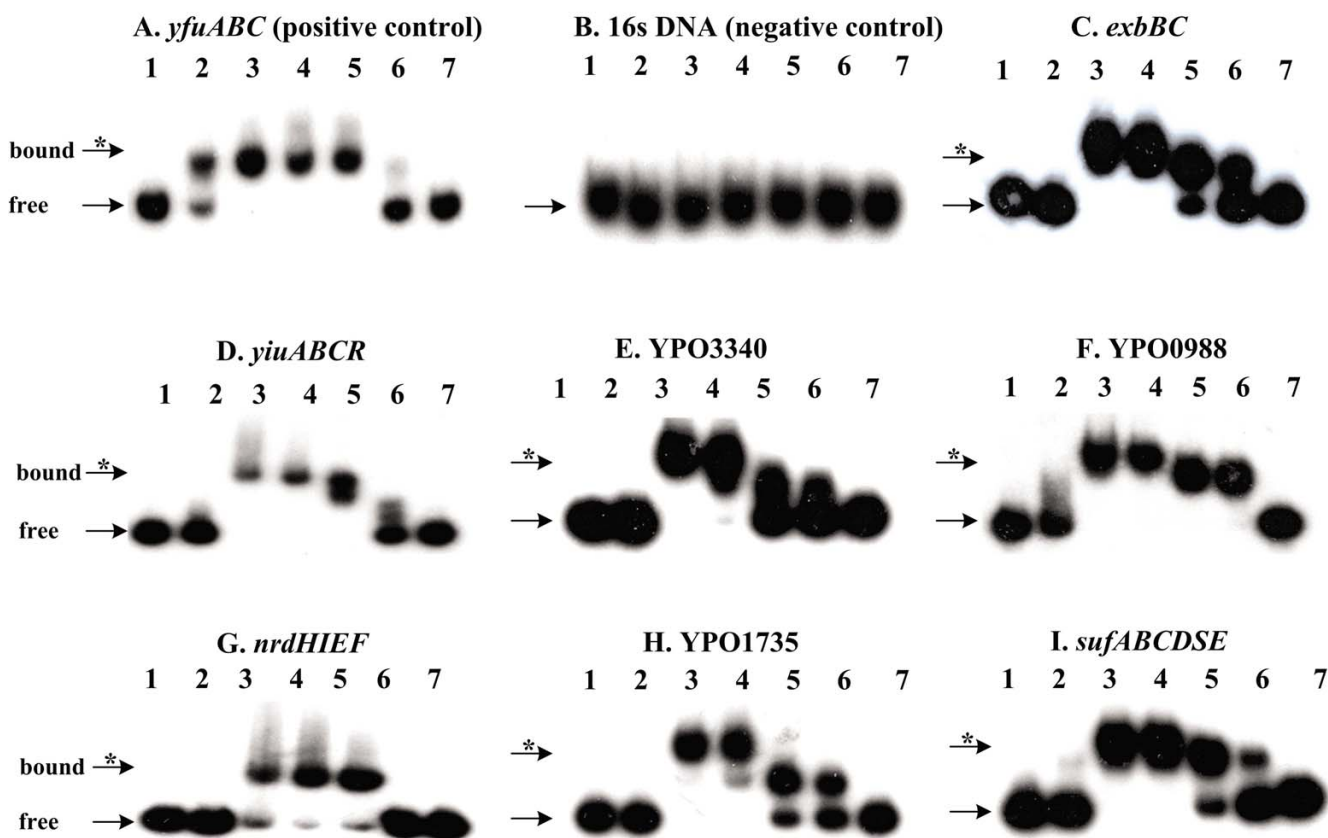 A. yfuABC (positive control) B. 16s DNA (negative control) C. exbBC
1 2 3 4 5 6 7 1 2 3 4 5 6 7 1 2 3 4 5 6 7
bound * *
free
D. yiuABCR E. YPO3340 F. YPO0988
1 2 3 4 5 6 7 1 2 3 4 5 6 7 1 2 3 4 5 6 7
bound * * *
free
G. nrdHIEF H. YPO1735 I. sufABCDSE
1 2 3 4 5 6 7 1 2 3 4 5 6 7 1 2 3 4 5 6 7
bound * * *
free